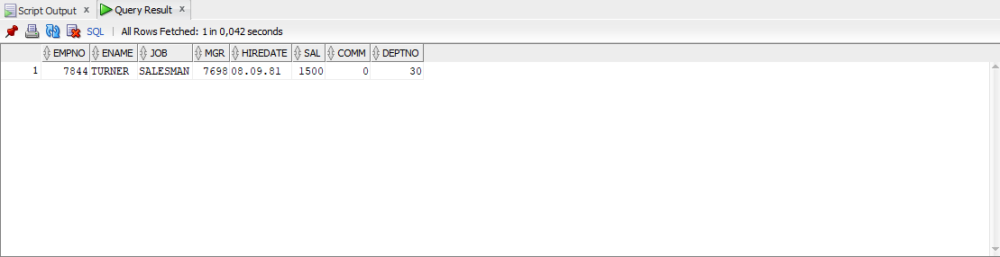 Script Output x Query Result x
SQL | All Rows Fetched: 1 in 0,042 seconds
EMPNO ENAME JOB MGR HIREDATE SAL COMM DEPTNO
1 7844 TURNER SALESMAN 7698 08.09.81 1500 0 30